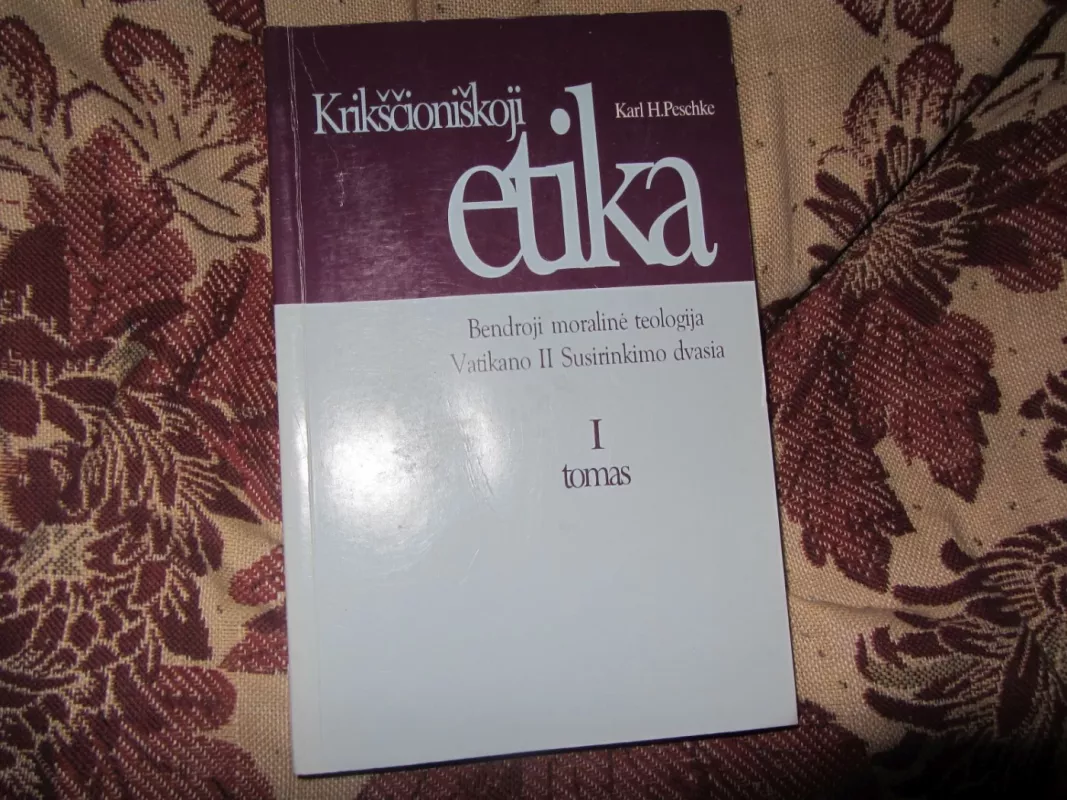 Krikščioniškoji
Karl H.Peschke
etika
Bendroji moralinė teologija
Vatikano II Susirinkimo dvasia
I
tomas